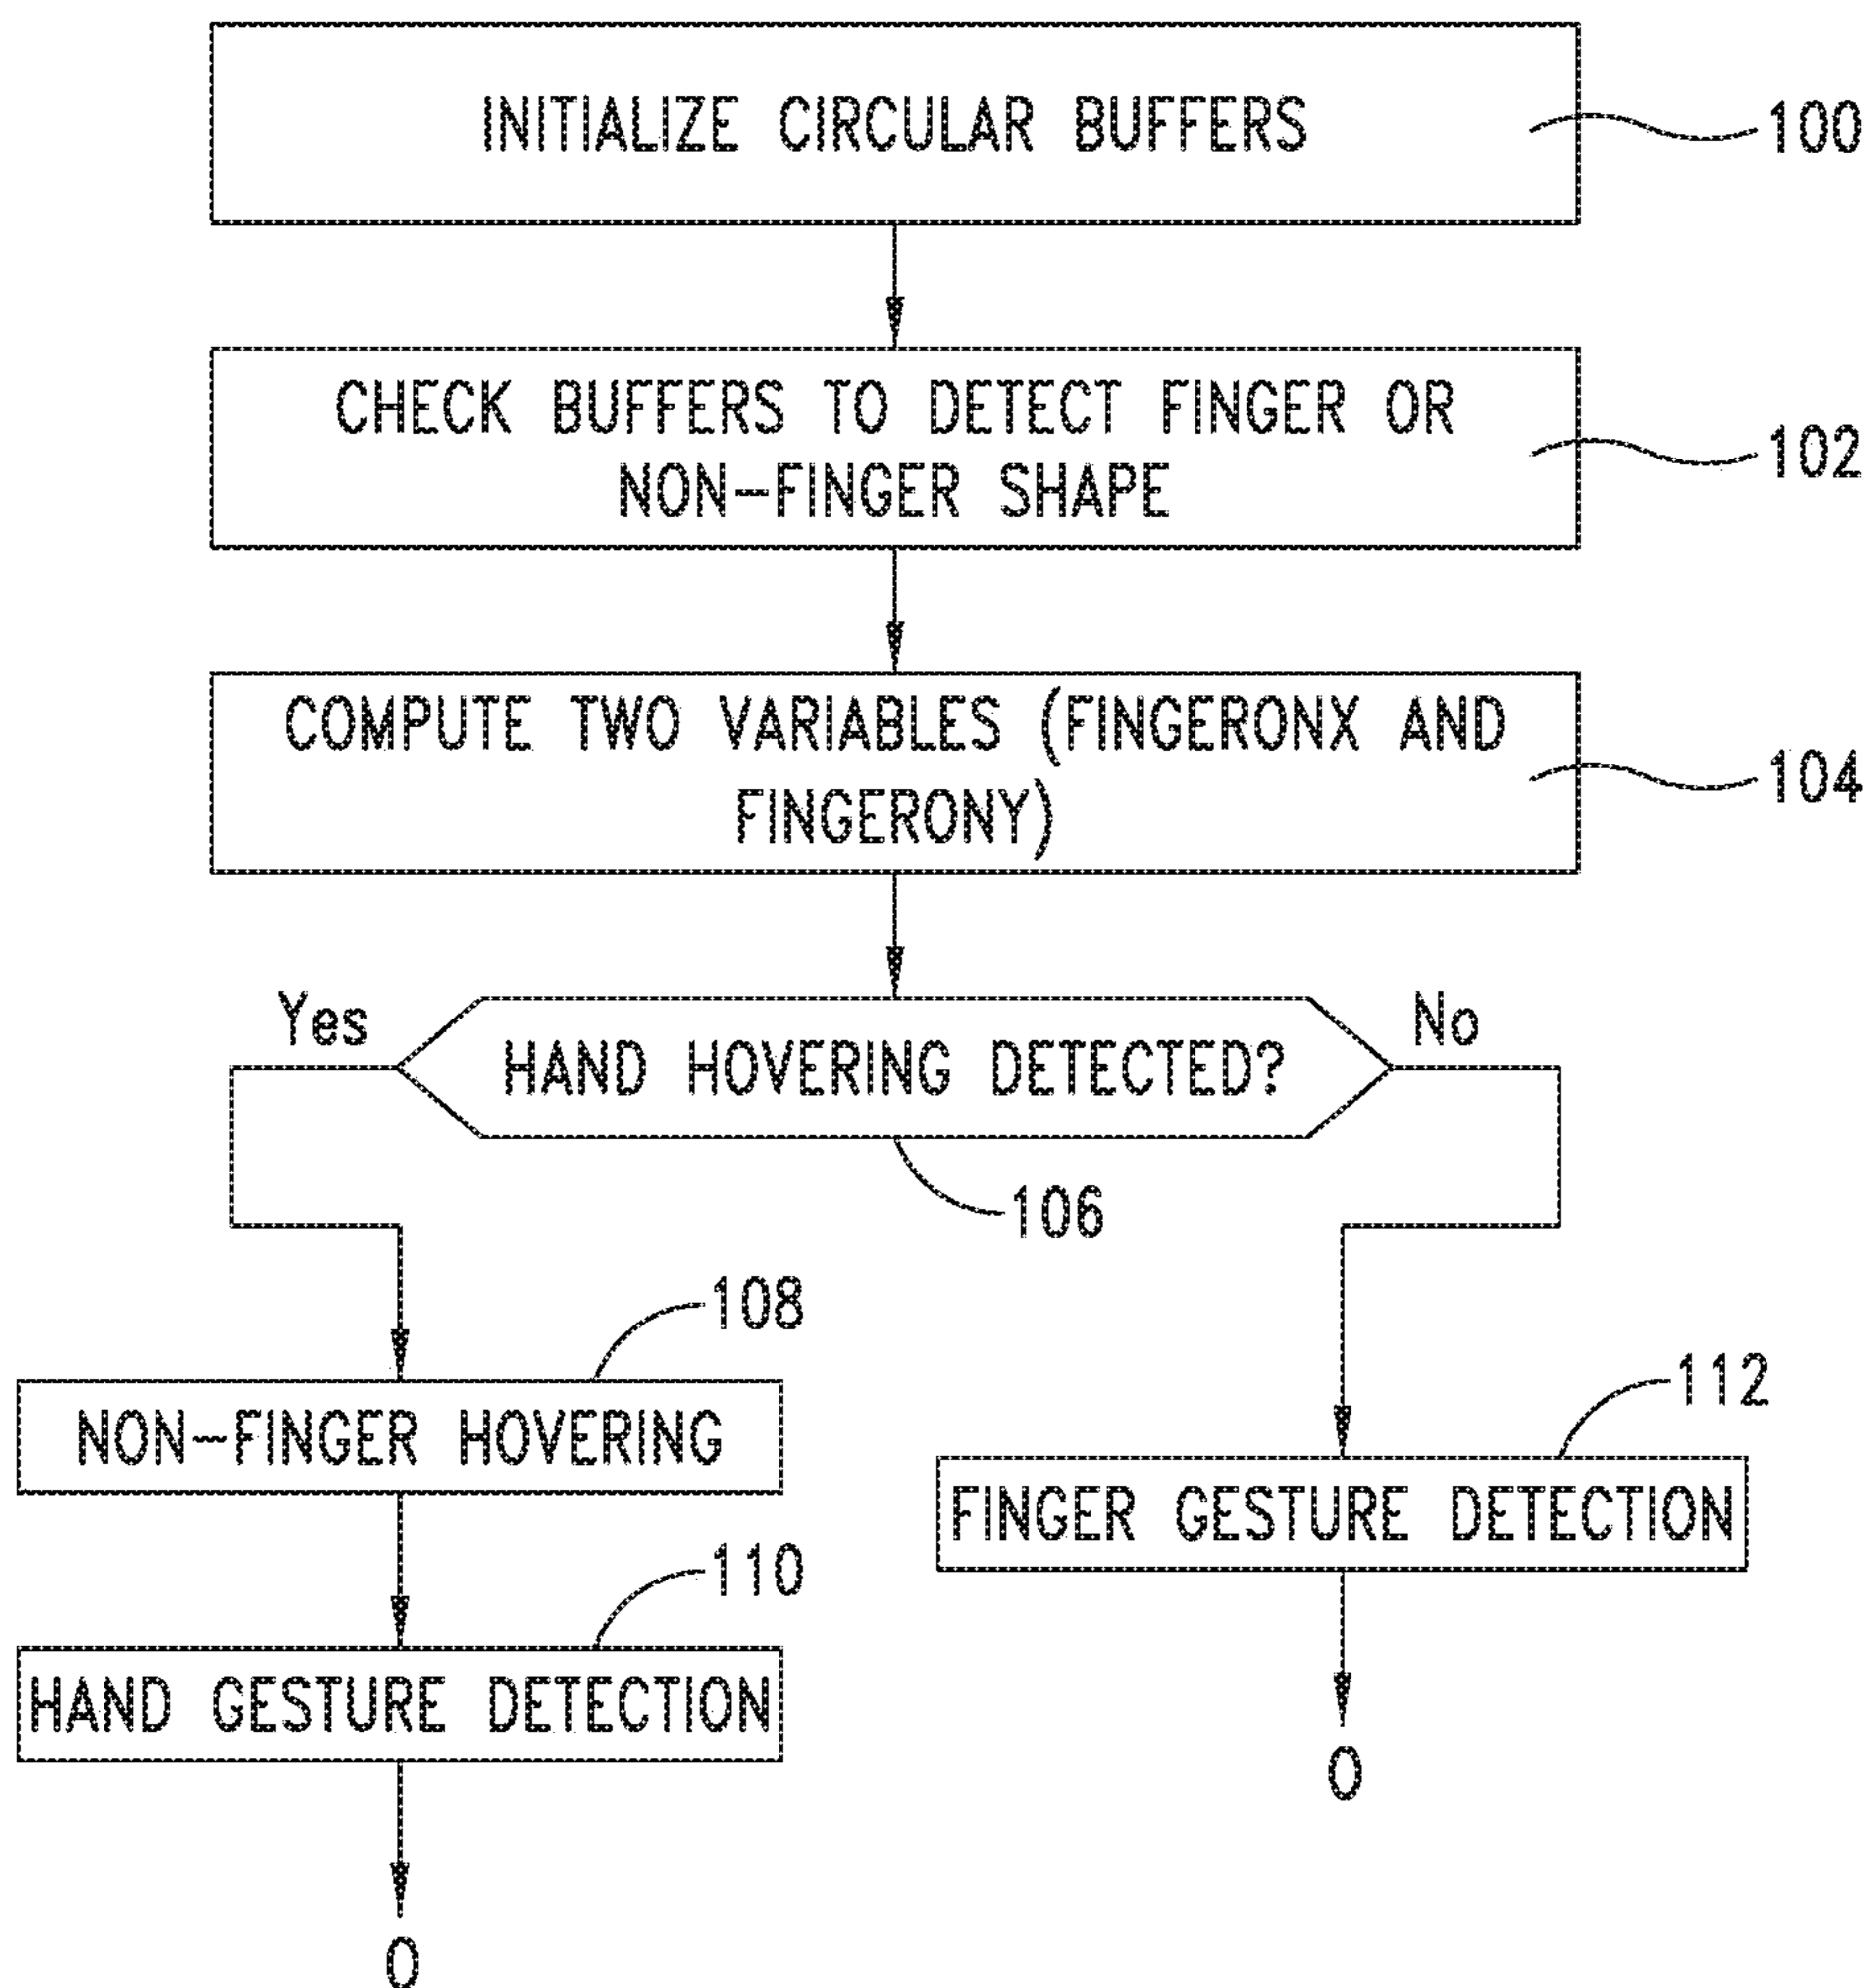 INITIALIZE CIRCULAR BUFFERS
100
CHECK BUFFERS TO DETECT FINGER OR
NON-FINGER SHAPE
102
COMPUTE TWO VARIABLES (FINGERONX AND
FINGERONY)
104
Yes
HAND HOVERING DETECTED?
No
106
108
NON-FINGER HOVERING
112
FINGER GESTURE DETECTION
110
HAND GESTURE DETECTION
O
O